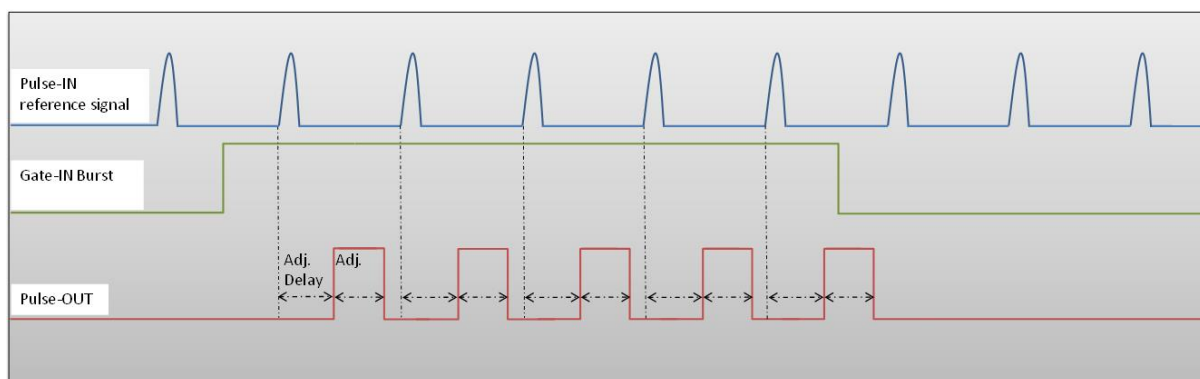 Pulse-IN
reference signal
Gate-IN Burst
Adj. Adj.
Delay
Pulse-OUT